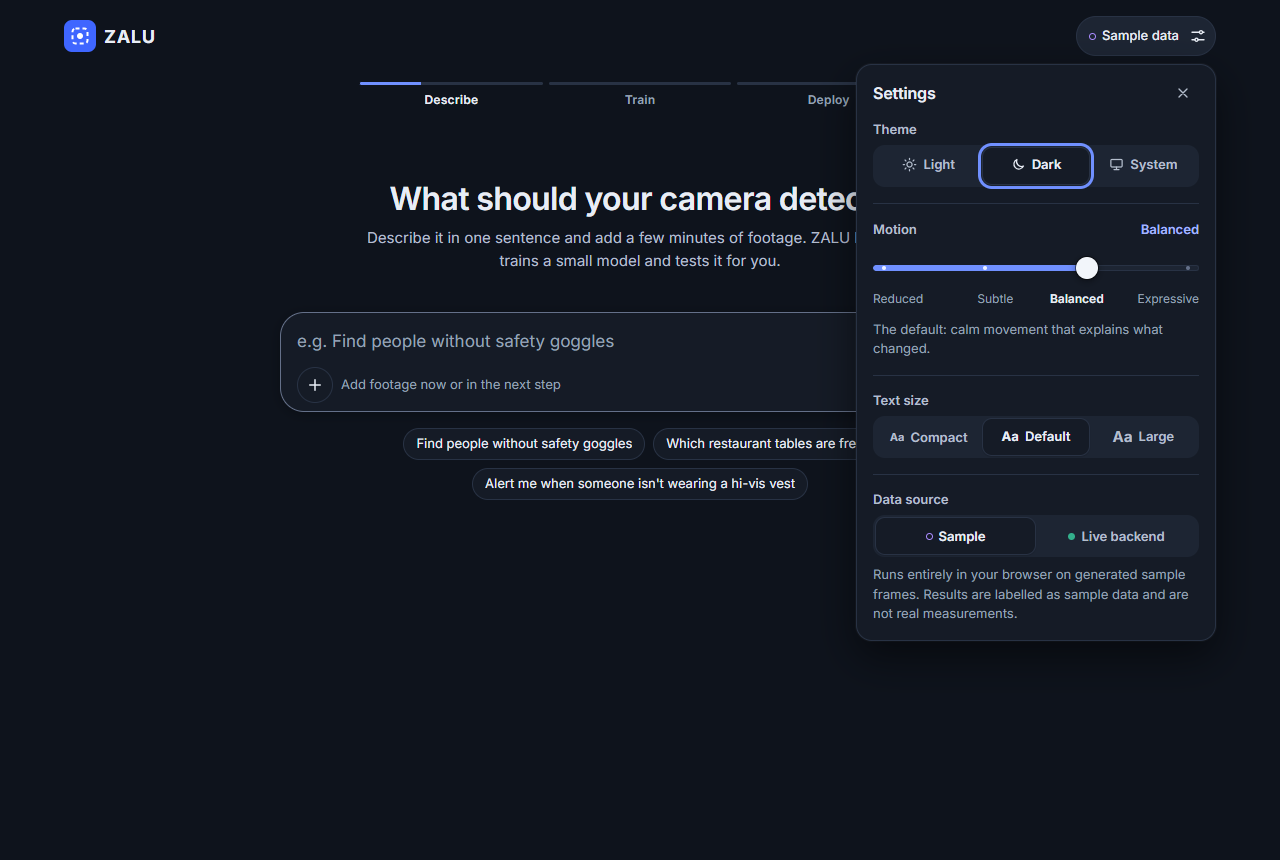 ZALU
Sample data
Describe
Train
Deploy
What should your camera detec
Describe it in one sentence and add a few minutes of footage. ZALU
trains a small model and tests it for you.
e.g. Find people without safety goggles
Add footage now or in the next step
Find people without safety goggles
Which restaurant tables are fre
Alert me when someone isn't wearing a hi-vis vest
Settings
Theme
Light
Dark
System
Motion
Balanced
Reduced
Subtle
Balanced
Expressive
The default: calm movement that explains what
changed.
Text size
Aa Compact
Aa Default
Aa Large
Data source
Sample
Live backend
Runs entirely in your browser on generated sample
frames. Results are labelled as sample data and are
not real measurements.